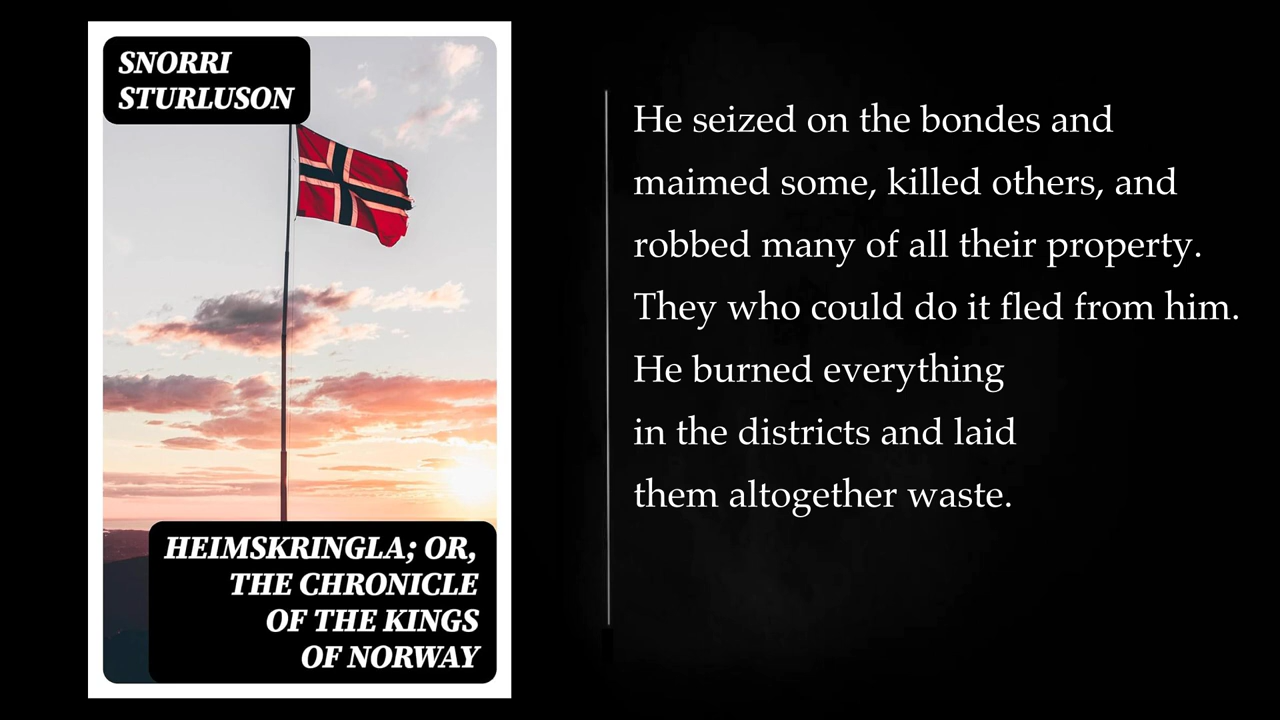 SNORRI
STURLUSON
HEIMSKRINGLA; OR,
THE CHRONICLE
OF THE KINGS
OF NORWAY
He seized on the bondes and
maimed some, killed others, and
robbed many of all their property.
They who could do it fled from him.
He burned everything
in the districts and laid
them altogether waste.